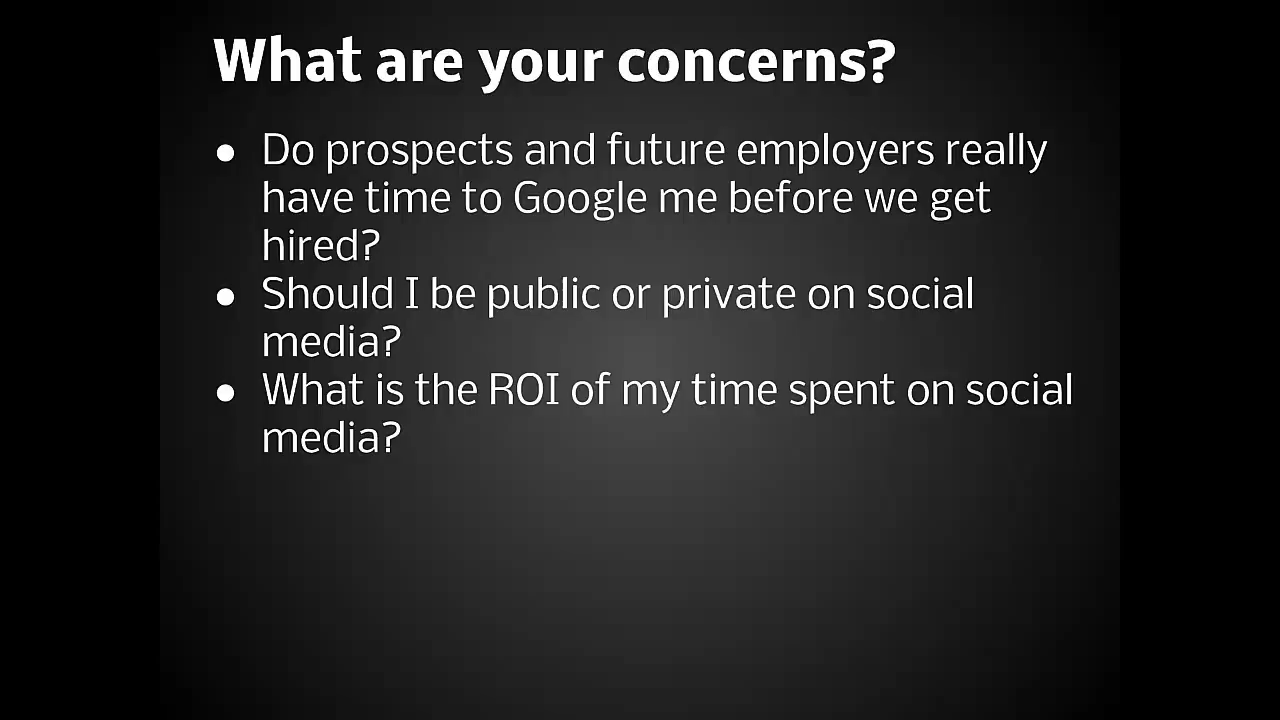 What are your concerns?
● Do prospects and future employers really
have time to Google me before we get
hired?
● Should I be public or private on social
media?
● What is the ROI of my time spent on social
media?